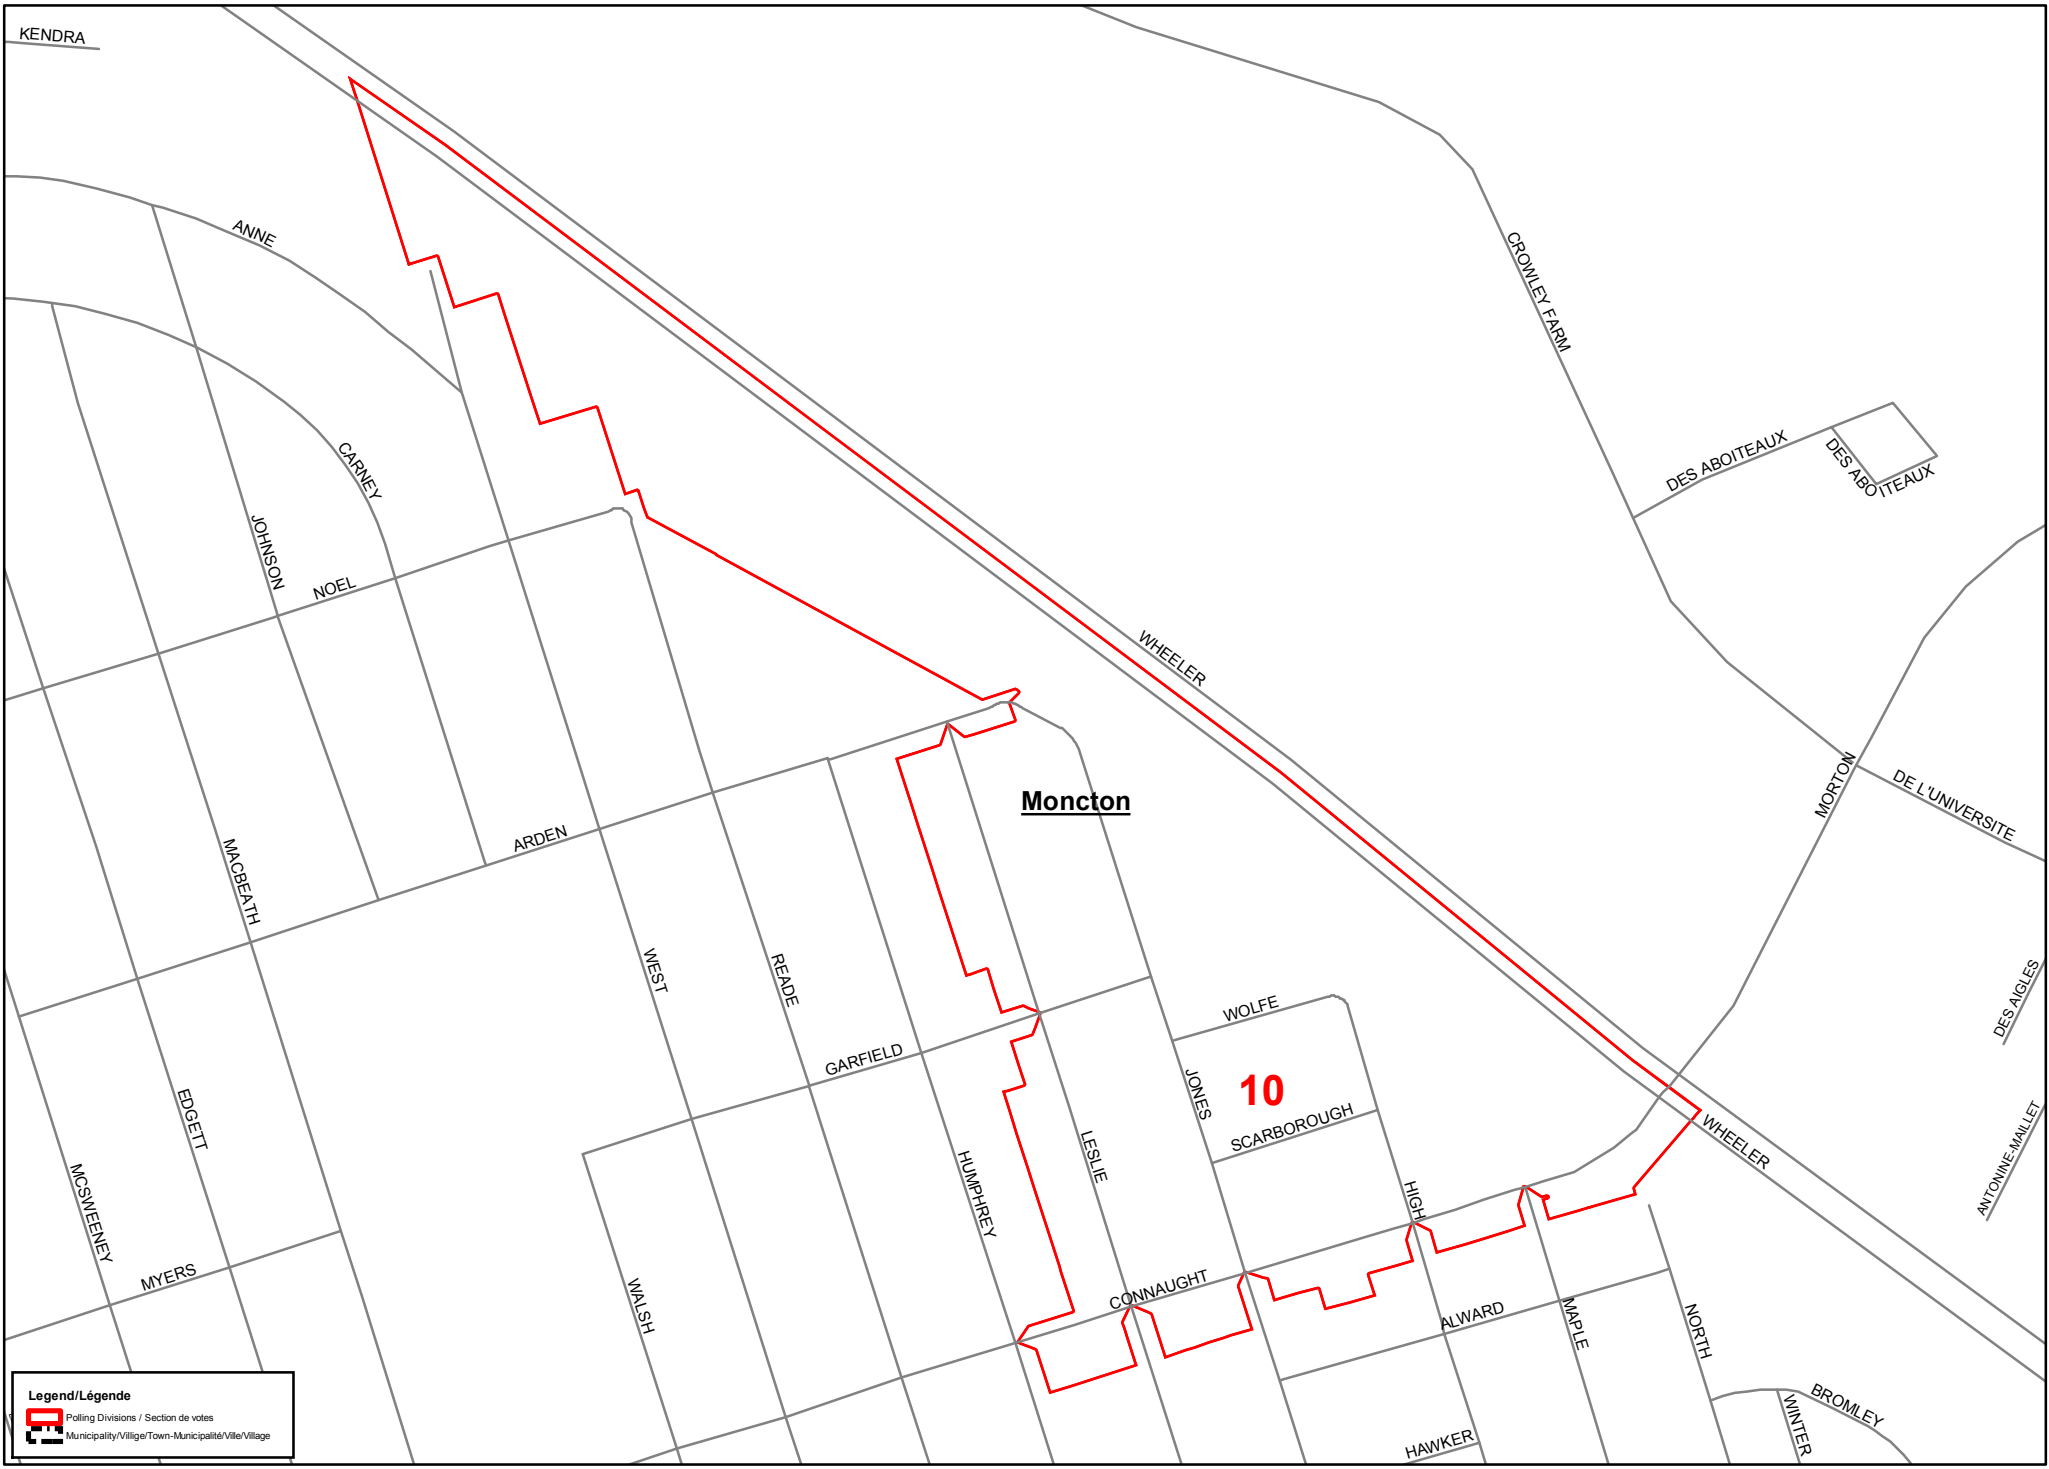 KENDRA
ANNE
CROWLEY FARM
CARNEY
DES ABOITEAUX
DES ABOITEAUX
JOHNSON
NOEL
WHEELER
MORTON
DE L'UNIVERSITE
Moncton
ARDEN
MACBEATH
WEST
READE
DES AIGLES
WOLFE
GARFIELD
JONES
10
SCARBOROUGH
EDGETT
LESLIE
WHEELER
ANTONINE-MAILLET
MCSWEENEY
HUMPHREY
HIGH
MYERS
WALSH
CONNAUGHT
ALWARD
MAPLE
NORTH
BROMLEY
WINTER
HAWKER
Legend/Légende
Polling Divisions / Section de votes
Municipality/Villige/Town-Municipalité/Ville/Village